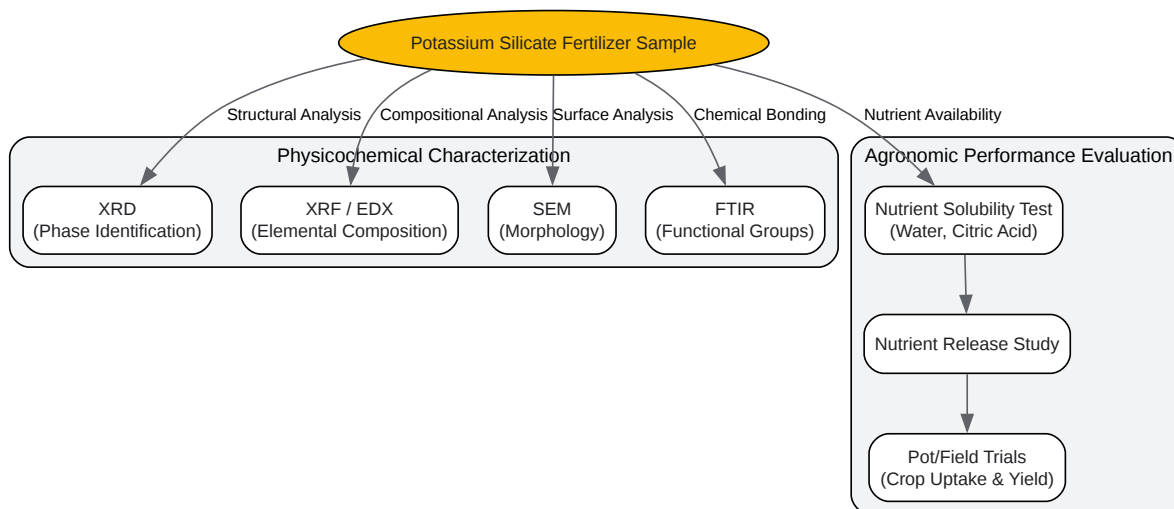 Potassium Silicate Fertilizer Sample
Structural Analysis
Compositional Analysis
Surface Analysis
Chemical Bonding
Nutrient Availability
Physicochemical Characterization
Agronomic Performance Evaluation
XRD
(Phase Identification)
XRF / EDX
(Elemental Composition)
SEM
(Morphology)
FTIR
(Functional Groups)
Nutrient Solubility Test
(Water, Citric Acid)
Nutrient Release Study
Pot/Field Trials
(Crop Uptake & Yield)